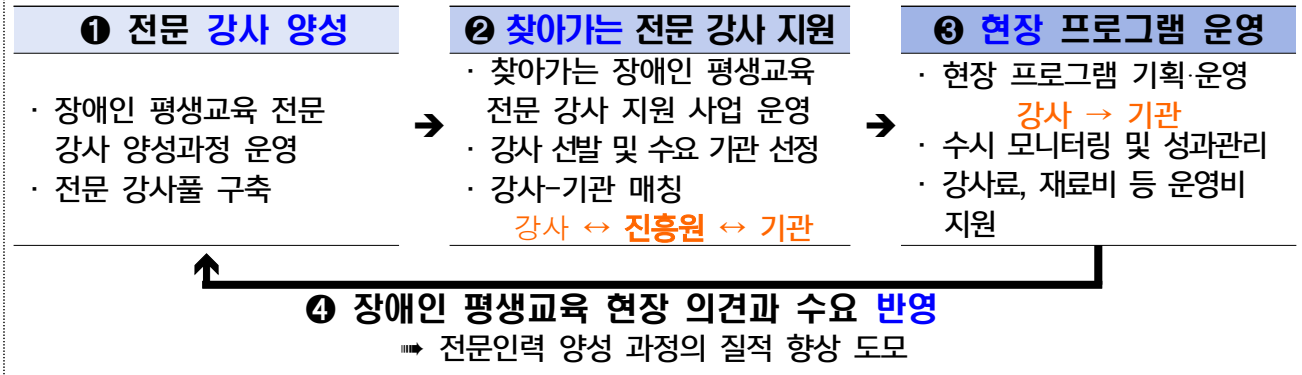 ❶ 전문 강사 양성
· 장애인 평생교육 전문
강사 양성과정 운영
· 전문 강사풀 구축
➔
❷ 찾아가는 전문 강사 지원
· 찾아가는 장애인 평생교육
전문 강사 지원 사업 운영
· 강사 선발 및 수요 기관 선정
· 강사-기관 매칭
강사 ↔ 진흥원 ↔ 기관
➔
❸ 현장 프로그램 운영
· 현장 프로그램 기획·운영
강사 → 기관
· 수시 모니터링 및 성과관리
· 강사료, 재료비 등 운영비
지원
❹ 장애인 평생교육 현장 의견과 수요 반영
➠ 전문인력 양성 과정의 질적 향상 도모